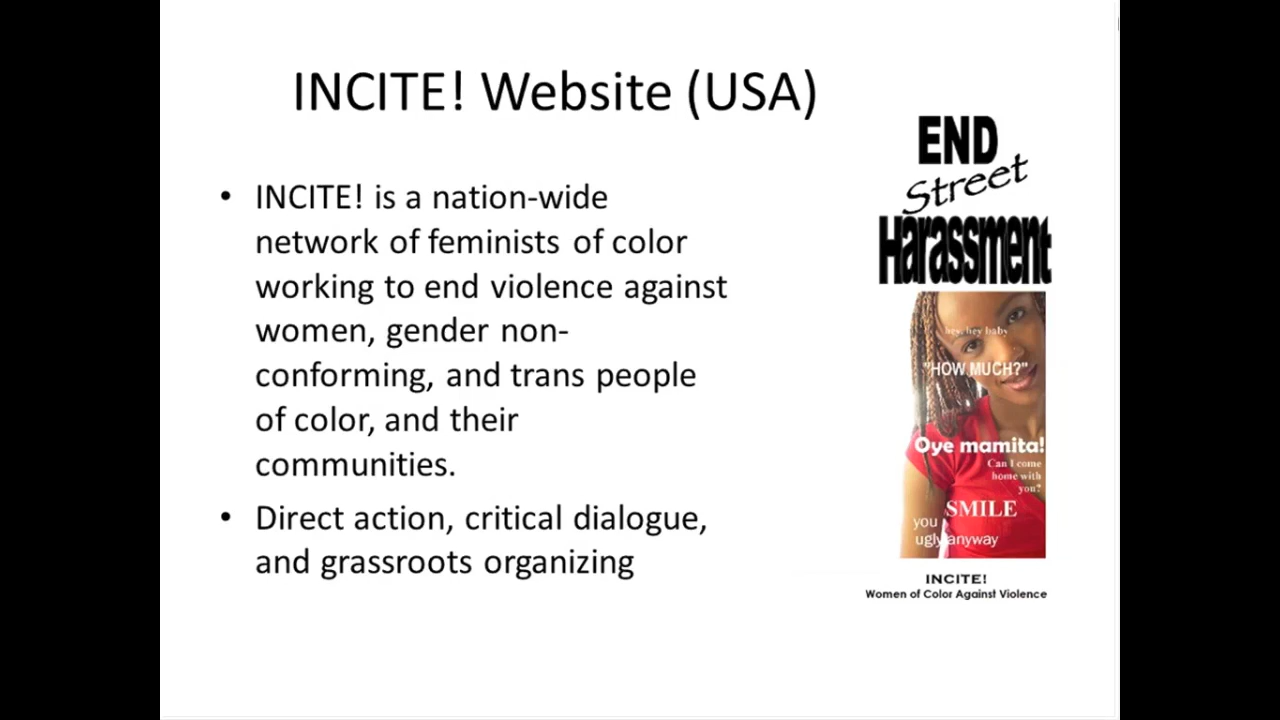 INCITE! Website (USA)
• INCITE! is a nation-wide
network of feminists of color
working to end violence against
women, gender non-
conforming, and trans people
of color, and their
communities.
• Direct action, critical dialogue,
and grassroots organizing
END
Street
Harassment
hey, hey baby
"HOW MUCH?"
Oye mamita!
Can I come
home with
you?
SMILE
you
ugly anyway
INCITE!
Women of Color Against Violence